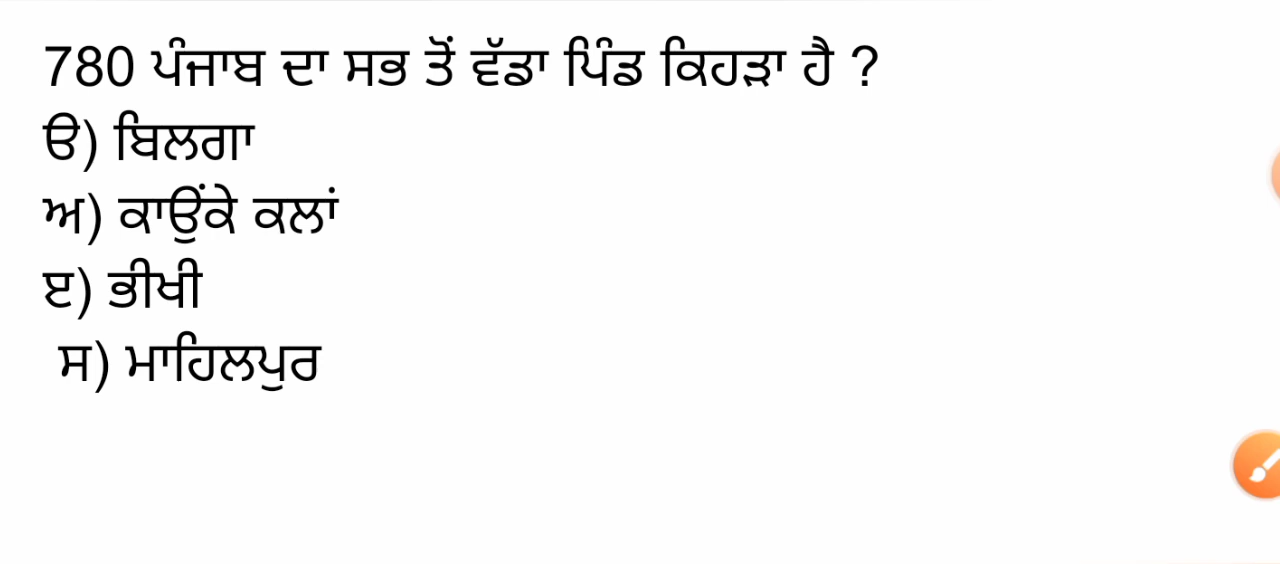 780 ਪੰਜਾਬ ਦਾ ਸਭ ਤੋਂ ਵੱਡਾ ਪਿੰਡ ਕਿਹੜਾ ਹੈ ?
ੳ) ਬਿਲਗਾ
ਅ) ਕਾਉਂਕੇ ਕਲਾਂ
ੲ) ਭੀਖੀ
ਸ) ਮਾਹਿਲਪੁਰ